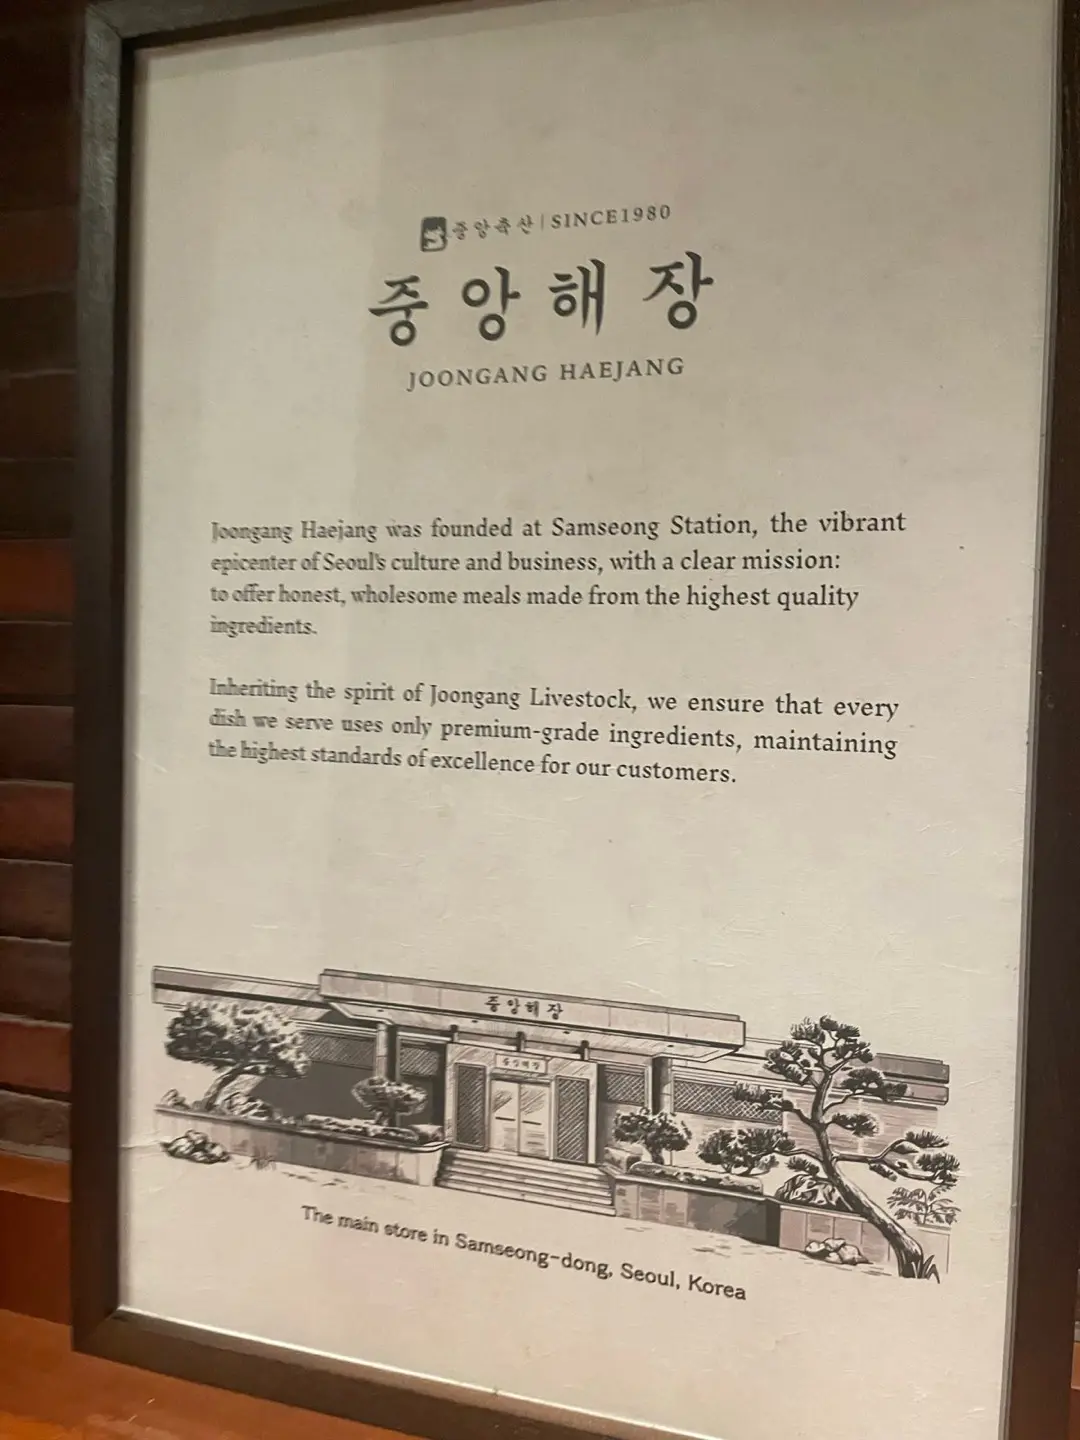 중앙축산 | SINCE1980
중앙해장
JOONGANG HAEJANG
Joongang Haejang was founded at Samseong Station, the vibrant
epicenter of Seoul's culture and business, with a clear mission:
to offer honest, wholesome meals made from the highest quality
ingredients.
Inheriting the spirit of Joongang Livestock, we ensure that every
dish we serve uses only premium-grade ingredients, maintaining
the highest standards of excellence for our customers.
중앙해장
중앙해장
The main store in Samseong-dong, Seoul, Korea